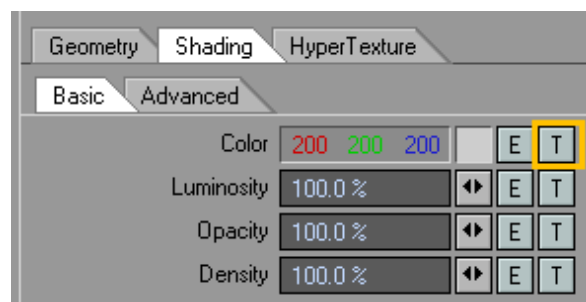 Geometry Shading HyperTexture
Basic Advanced
Color 200 200 200 E T
Luminosity 100.0 % E T
Opacity 100.0 % E T
Density 100.0 % E T